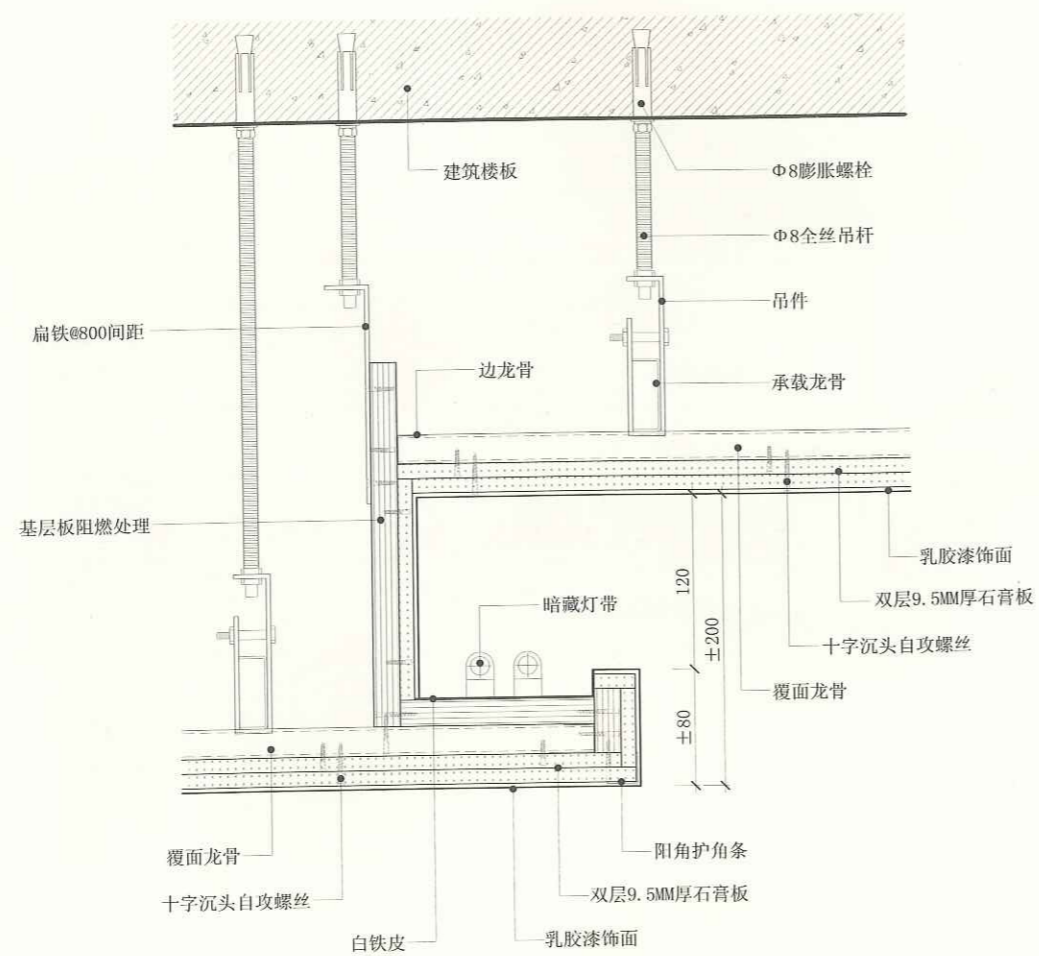 建筑楼板
Φ8膨胀螺栓
Φ8全丝吊杆
吊件
扁铁@800间距
边龙骨
承载龙骨
基层板阻燃处理
乳胶漆饰面
120
暗藏灯带
双层9.5MM厚石膏板
±200
十字沉头自攻螺丝
覆面龙骨
±80
覆面龙骨
阳角护角条
十字沉头自攻螺丝
双层9.5MM厚石膏板
白铁皮
乳胶漆饰面